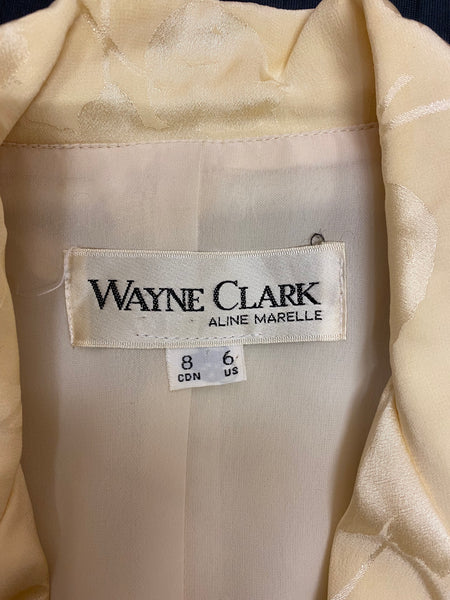 WAYNE CLARK
ALINE MARELLE
8 6
CDN US